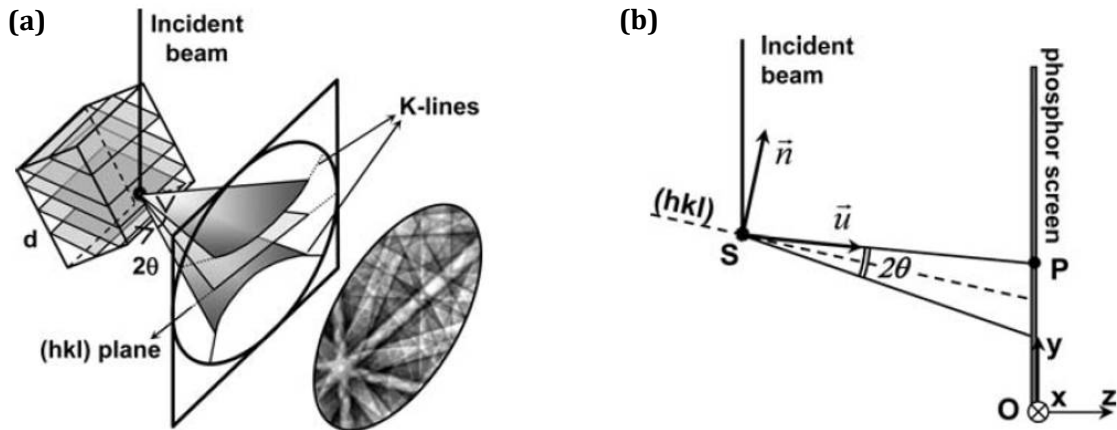 (a)
Incident
beam
K-lines
d
2θ
(hkl) plane
(b)
Incident
beam
n⃗
(hkl)
u⃗
S
2θ
P
phosphor screen
y
O
x
z